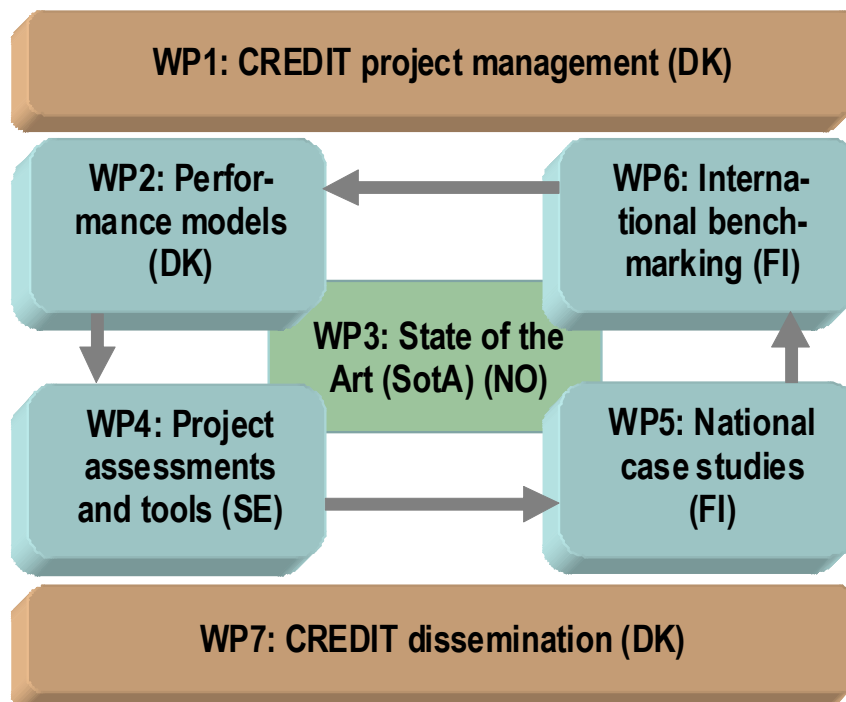 WP1: CREDIT project management (DK)
WP2: Perfor-
mance models
(DK)
WP6: Interna-
tional bench-
marking (FI)
WP3: State of the
Art (SotA) (NO)
WP4: Project
assessments
and tools (SE)
WP5: National
case studies
(FI)
WP7: CREDIT dissemination (DK)